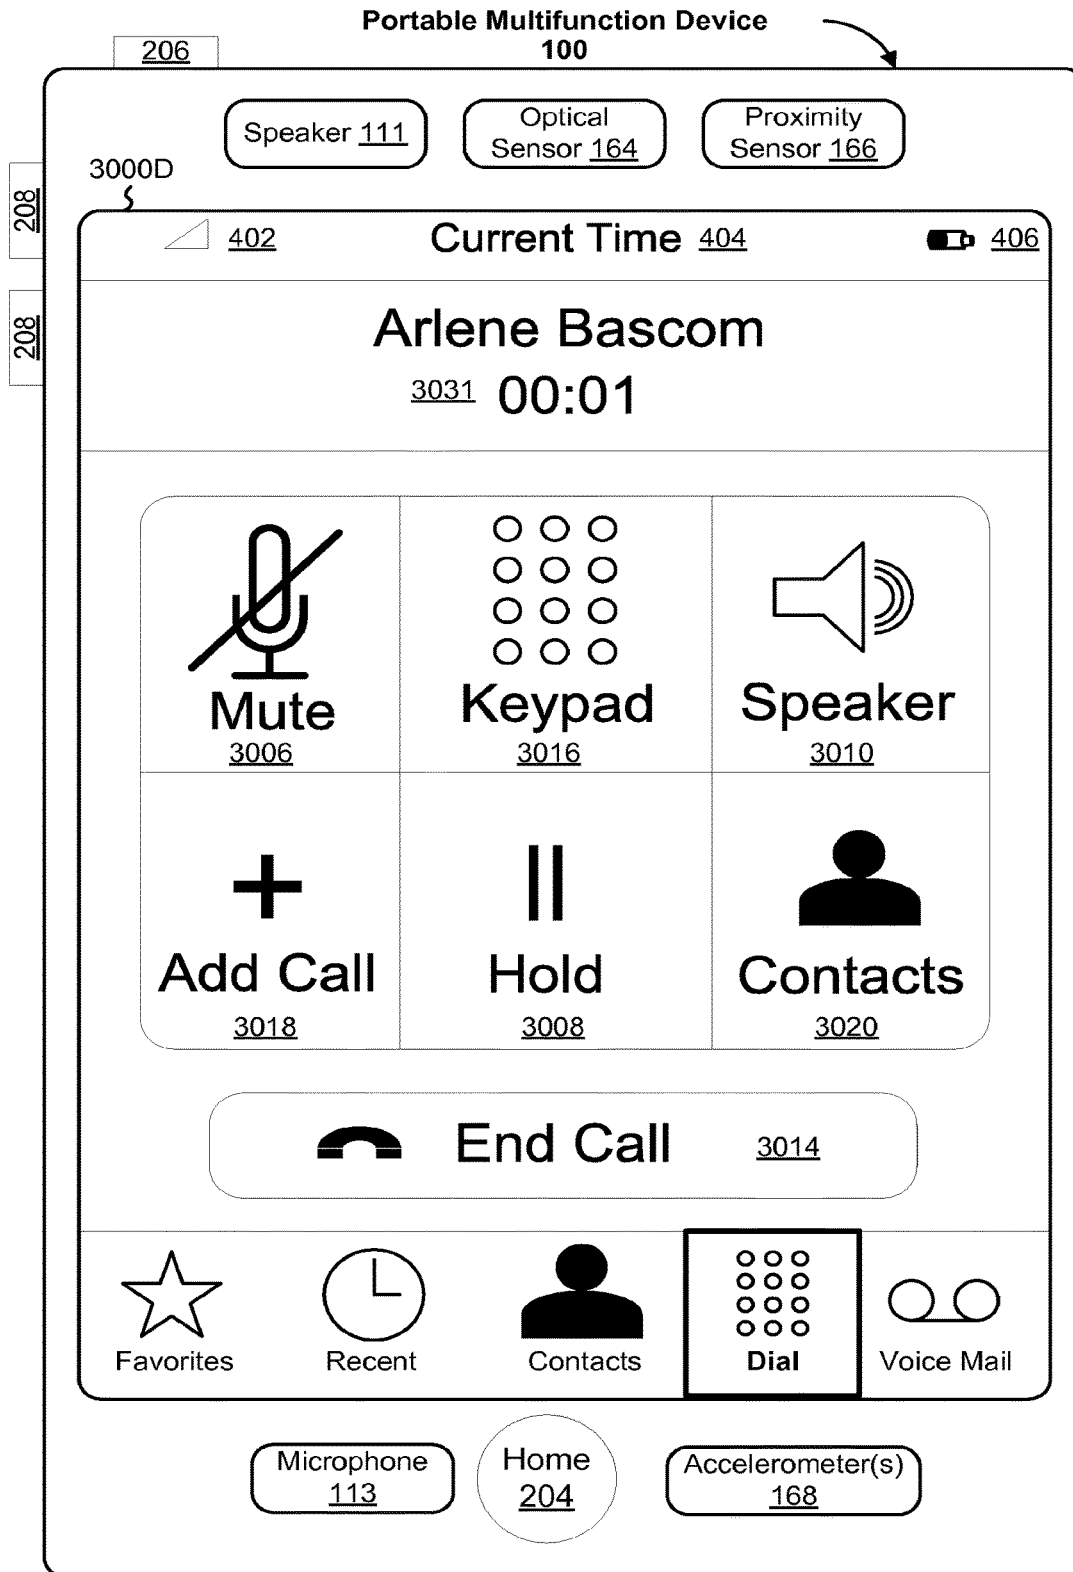 Portable Multifunction Device
100
206
Speaker 111
Optical
Sensor 164
Proximity
Sensor 166
3000D
208
208
402
Current Time 404
406
Arlene Bascom
3031 00:01
Mute
3006
Keypad
3016
Speaker
3010
Add Call
3018
Hold
3008
Contacts
3020
End Call 3014
Favorites
Recent
Contacts
Dial
Voice Mail
Microphone
113
Home
204
Accelerometer(s)
168